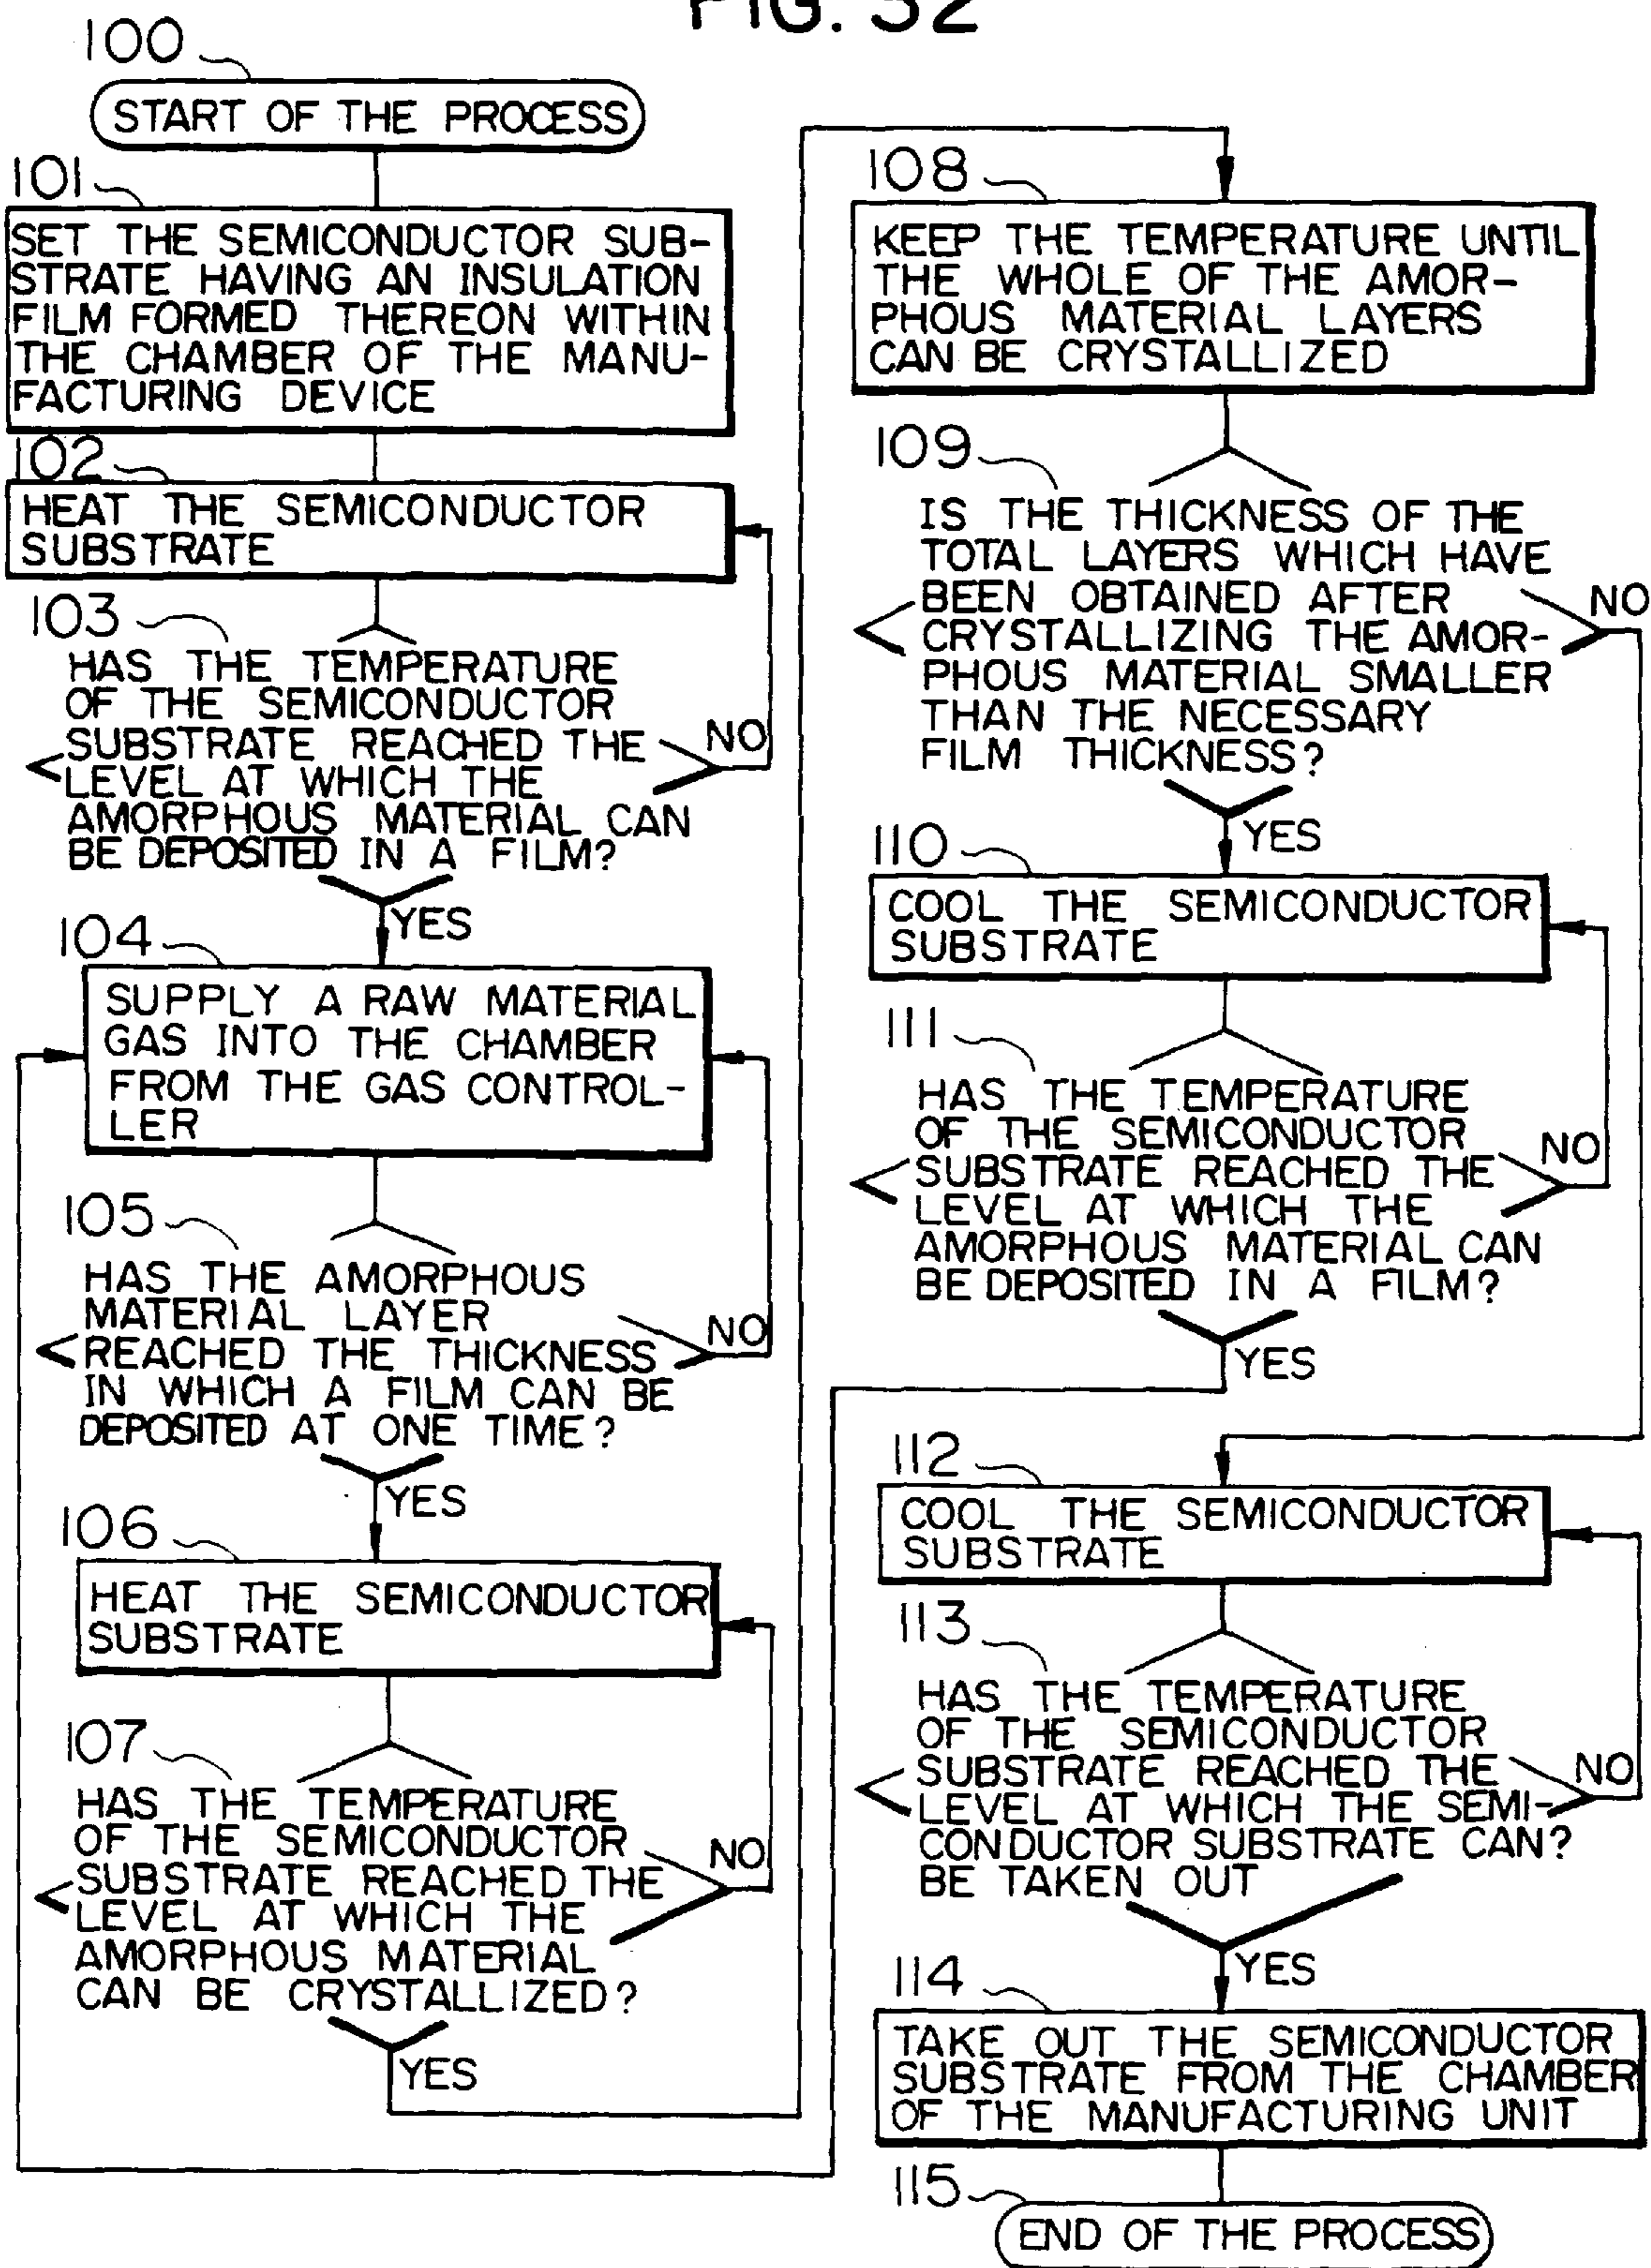 FIG. 32
100
START OF THE PROCESS
101
SET THE SEMICONDUCTOR SUB-
STRATE HAVING AN INSULATION
FILM FORMED THEREON WITHIN
THE CHAMBER OF THE MANU-
FACTURING DEVICE
102
HEAT THE SEMICONDUCTOR
SUBSTRATE
103
HAS THE TEMPERATURE
OF THE SEMICONDUCTOR
SUBSTRATE REACHED THE
LEVEL AT WHICH THE
AMORPHOUS MATERIAL CAN
BE DEPOSITED IN A FILM?
NO
YES
104
SUPPLY A RAW MATERIAL
GAS INTO THE CHAMBER
FROM THE GAS CONTROL-
LER
105
HAS THE AMORPHOUS
MATERIAL LAYER
REACHED THE THICKNESS
IN WHICH A FILM CAN BE
DEPOSITED AT ONE TIME?
NO
YES
106
HEAT THE SEMICONDUCTOR
SUBSTRATE
107
HAS THE TEMPERATURE
OF THE SEMICONDUCTOR
SUBSTRATE REACHED THE
LEVEL AT WHICH THE
AMORPHOUS MATERIAL
CAN BE CRYSTALLIZED?
NO
YES
108
KEEP THE TEMPERATURE UNTIL
THE WHOLE OF THE AMOR-
PHOUS MATERIAL LAYERS
CAN BE CRYSTALLIZED
109
IS THE THICKNESS OF THE
TOTAL LAYERS WHICH HAVE
BEEN OBTAINED AFTER
CRYSTALLIZING THE AMOR-
PHOUS MATERIAL SMALLER
THAN THE NECESSARY
FILM THICKNESS?
NO
YES
110
COOL THE SEMICONDUCTOR
SUBSTRATE
111
HAS THE TEMPERATURE
OF THE SEMICONDUCTOR
SUBSTRATE REACHED THE
LEVEL AT WHICH THE
AMORPHOUS MATERIAL CAN
BE DEPOSITED IN A FILM?
NO
YES
112
COOL THE SEMICONDUCTOR
SUBSTRATE
113
HAS THE TEMPERATURE
OF THE SEMICONDUCTOR
SUBSTRATE REACHED THE
LEVEL AT WHICH THE SEMI-
CONDUCTOR SUBSTRATE CAN?
BE TAKEN OUT
NO
YES
114
TAKE OUT THE SEMICONDUCTOR
SUBSTRATE FROM THE CHAMBER
OF THE MANUFACTURING UNIT
115
END OF THE PROCESS